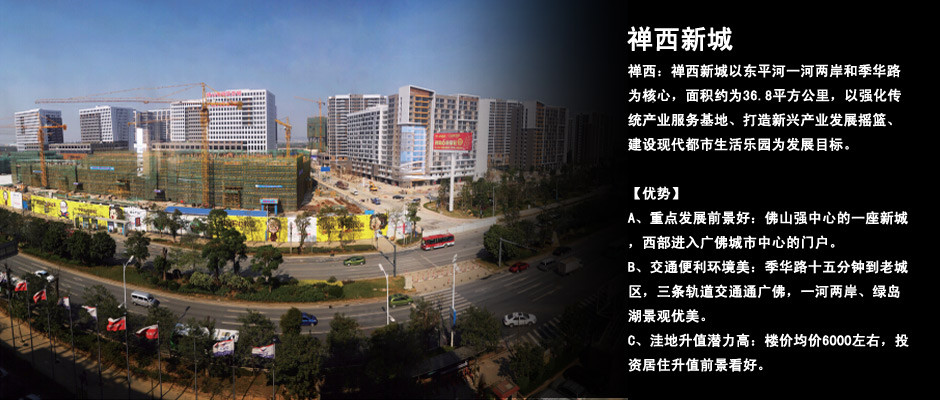 禅西新城
禅西：禅西新城以东平河一河两岸和季华路
为核心，面积约为36.8平方公里，以强化传
统产业服务基地、打造新兴产业发展摇篮、
建设现代都市生活乐园为发展目标。
【优势】
A、重点发展前景好：佛山强中心的一座新城
，西部进入广佛城市中心的门户。
B、交通便利环境美：季华路十五分钟到老城
区，三条轨道交通通广佛，一河两岸、绿岛
湖景观优美。
C、洼地升值潜力高：楼价均价6000左右，投
资居住升值前景看好。